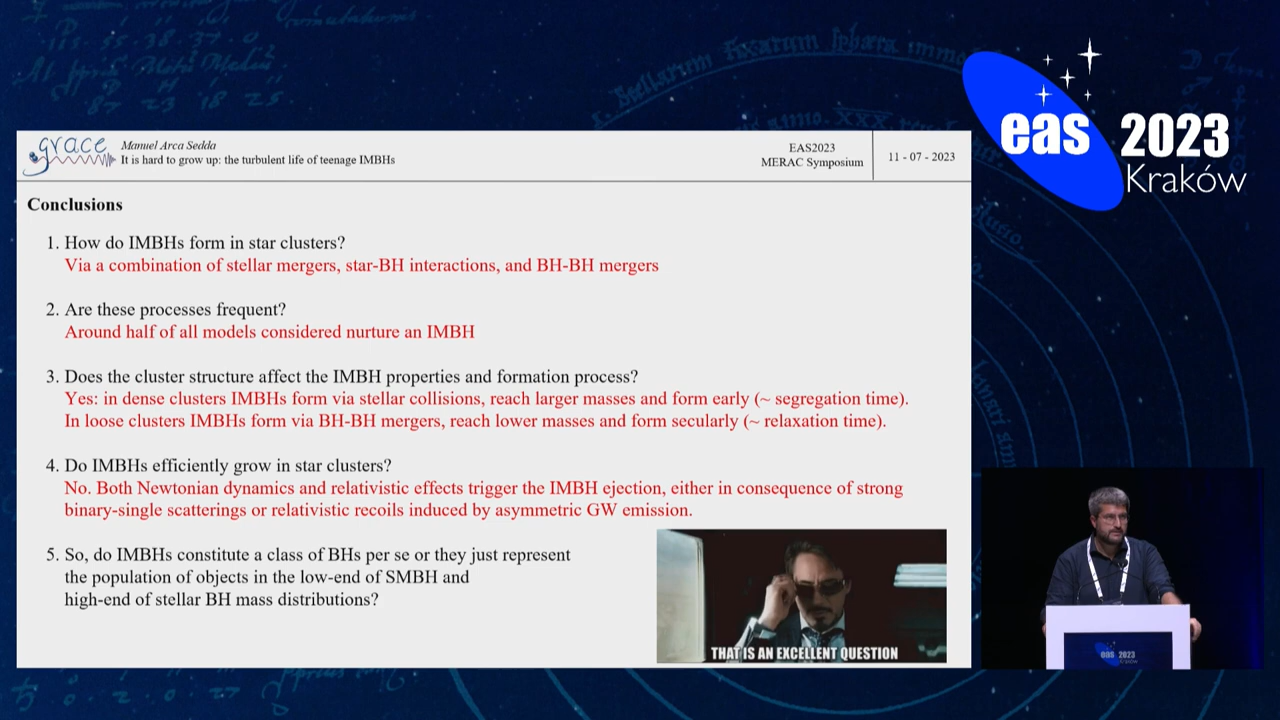 grace
Manuel Arca Sedda
It is hard to grow up: the turbulent life of teenage IMBHs
EAS2023
MERAC Symposium
11 - 07 - 2023
eas 2023
Kraków
Conclusions
1. How do IMBHs form in star clusters?
Via a combination of stellar mergers, star-BH interactions, and BH-BH mergers
2. Are these processes frequent?
Around half of all models considered nurture an IMBH
3. Does the cluster structure affect the IMBH properties and formation process?
Yes: in dense clusters IMBHs form via stellar collisions, reach larger masses and form early (~ segregation time).
In loose clusters IMBHs form via BH-BH mergers, reach lower masses and form secularly (~ relaxation time).
4. Do IMBHs efficiently grow in star clusters?
No. Both Newtonian dynamics and relativistic effects trigger the IMBH ejection, either in consequence of strong
binary-single scatterings or relativistic recoils induced by asymmetric GW emission.
5. So, do IMBHs constitute a class of BHs per se or they just represent
the population of objects in the low-end of SMBH and
high-end of stellar BH mass distributions?
THAT IS AN EXCELLENT QUESTION
eas 2023
Kraków